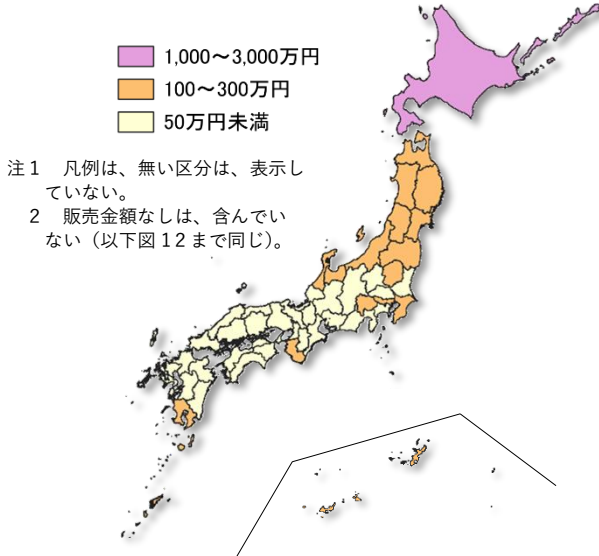 1,000～3,000万円
100～300万円
50万円未満
注１　凡例は、無い区分は、表示し
ていない。
２　販売金額なしは、含んでい
ない（以下図１２まで同じ）。